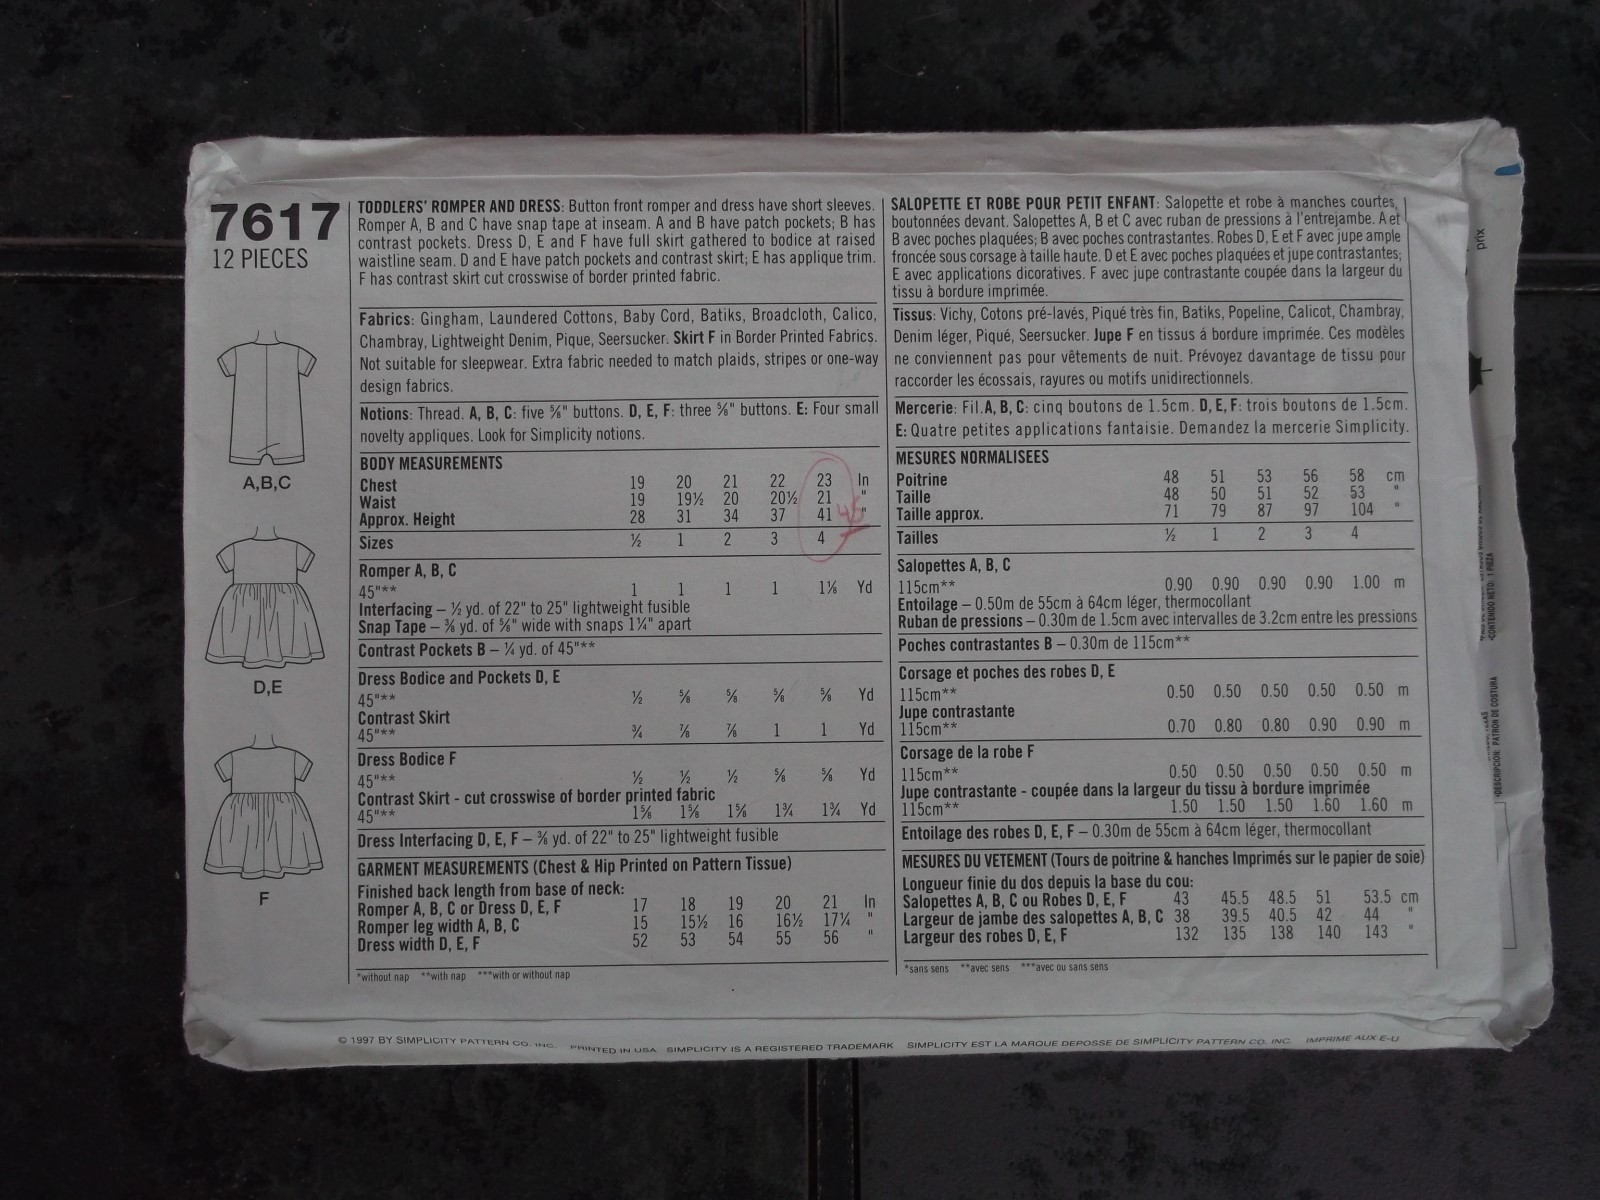 7617
12 PIECES
A,B,C
D,E
F
TODDLERS' ROMPER AND DRESS: Button front romper and dress have short sleeves.
Romper A, B and C have snap tape at inseam. A and B have patch pockets; B has
contrast pockets. Dress D, E and F have full skirt gathered to bodice at raised
waistline seam. D and E have patch pockets and contrast skirt; E has applique trim.
F has contrast skirt cut crosswise of border printed fabric.
Fabrics: Gingham, Laundered Cottons, Baby Cord, Batiks, Broadcloth, Calico,
Chambray, Lightweight Denim, Pique, Seersucker. Skirt F in Border Printed Fabrics.
Not suitable for sleepwear. Extra fabric needed to match plaids, stripes or one-way
design fabrics.
Notions: Thread. A, B, C: five ⅝" buttons. D, E, F: three ⅝" buttons. E: Four small
novelty appliques. Look for Simplicity notions.
BODY MEASUREMENTS
Chest 19 20 21 22 23 In
Waist 19 19½ 20 20½ 21 "
Approx. Height 28 31 34 37 41 "
Sizes ½ 1 2 3 4
Romper A, B, C
45"** 1 1 1 1 1⅛ Yd
Interfacing – ½ yd. of 22" to 25" lightweight fusible
Snap Tape – ⅜ yd. of ⅝" wide with snaps 1¼" apart
Contrast Pockets B – ¼ yd. of 45"**
Dress Bodice and Pockets D, E
45"** ½ ⅝ ⅝ ⅝ ⅝ Yd
Contrast Skirt
45"** ¾ ⅞ ⅞ 1 1 Yd
Dress Bodice F
45"** ½ ½ ½ ⅝ ⅝ Yd
Contrast Skirt - cut crosswise of border printed fabric
45"** 1⅝ 1⅝ 1⅝ 1¾ 1¾ Yd
Dress Interfacing D, E, F – ⅜ yd. of 22" to 25" lightweight fusible
GARMENT MEASUREMENTS (Chest & Hip Printed on Pattern Tissue)
Finished back length from base of neck:
Romper A, B, C or Dress D, E, F 17 18 19 20 21 In
Romper leg width A, B, C 15 15½ 16 16½ 17¼ "
Dress width D, E, F 52 53 54 55 56 "
*without nap **with nap ***with or without nap
SALOPETTE ET ROBE POUR PETIT ENFANT: Salopette et robe à manches courtes,
boutonnées devant. Salopettes A, B et C avec ruban de pressions à l'entrejambe. A et
B avec poches plaquées; B avec poches contrastantes. Robes D, E et F avec jupe ample
froncée sous corsage à taille haute. D et E avec poches plaquées et jupe contrastantes;
E avec applications dicoratives. F avec jupe contrastante coupée dans la largeur du
tissu à bordure imprimée.
Tissus: Vichy, Cotons pré-lavés, Piqué très fin, Batiks, Popeline, Calicot, Chambray,
Denim léger, Piqué, Seersucker. Jupe F en tissus á bordure imprimée. Ces modèles
ne conviennent pas pour vêtements de nuit. Prévoyez davantage de tissu pour
raccorder les écossais, rayures ou motifs unidirectionnels.
Mercerie: Fil.A, B, C: cinq boutons de 1.5cm. D, E, F: trois boutons de 1.5cm.
E: Quatre petites applications fantaisie. Demandez la mercerie Simplicity.
MESURES NORMALISEES
Poitrine 48 51 53 56 58 cm
Taille 48 50 51 52 53 "
Taille approx. 71 79 87 97 104 "
Tailles ½ 1 2 3 4
Salopettes A, B, C
115cm** 0.90 0.90 0.90 0.90 1.00 m
Entoilage – 0.50m de 55cm à 64cm léger, thermocollant
Ruban de pressions – 0.30m de 1.5cm avec intervalles de 3.2cm entre les pressions
Poches contrastantes B – 0.30m de 115cm**
Corsage et poches des robes D, E
115cm** 0.50 0.50 0.50 0.50 0.50 m
Jupe contrastante
115cm** 0.70 0.80 0.80 0.90 0.90 m
Corsage de la robe F
115cm** 0.50 0.50 0.50 0.50 0.50 m
Jupe contrastante - coupée dans la largeur du tissu à bordure imprimée
115cm** 1.50 1.50 1.50 1.60 1.60 m
Entoilage des robes D, E, F – 0.30m de 55cm à 64cm léger, thermocollant
MESURES DU VETEMENT (Tours de poitrine & hanches Imprimés sur le papier de soie)
Longueur finie du dos depuis la base du cou:
Salopettes A, B, C ou Robes D, E, F 43 45.5 48.5 51 53.5 cm
Largeur de jambe des salopettes A, B, C 38 39.5 40.5 42 44 "
Largeur des robes D, E, F 132 135 138 140 143 "
*sans sens **avec sens ***avec ou sans sens
© 1997 BY SIMPLICITY PATTERN CO. INC. PRINTED IN USA SIMPLICITY IS A REGISTERED TRADEMARK SIMPLICITY EST LA MARQUE DEPOSSE DE SIMPLICITY PATTERN CO. INC. IMPRIME AUX E-U
prix
•CONTENIDO NETO: 1 PIEZA
•DESCRIPCION: PATRON DE COSTURA